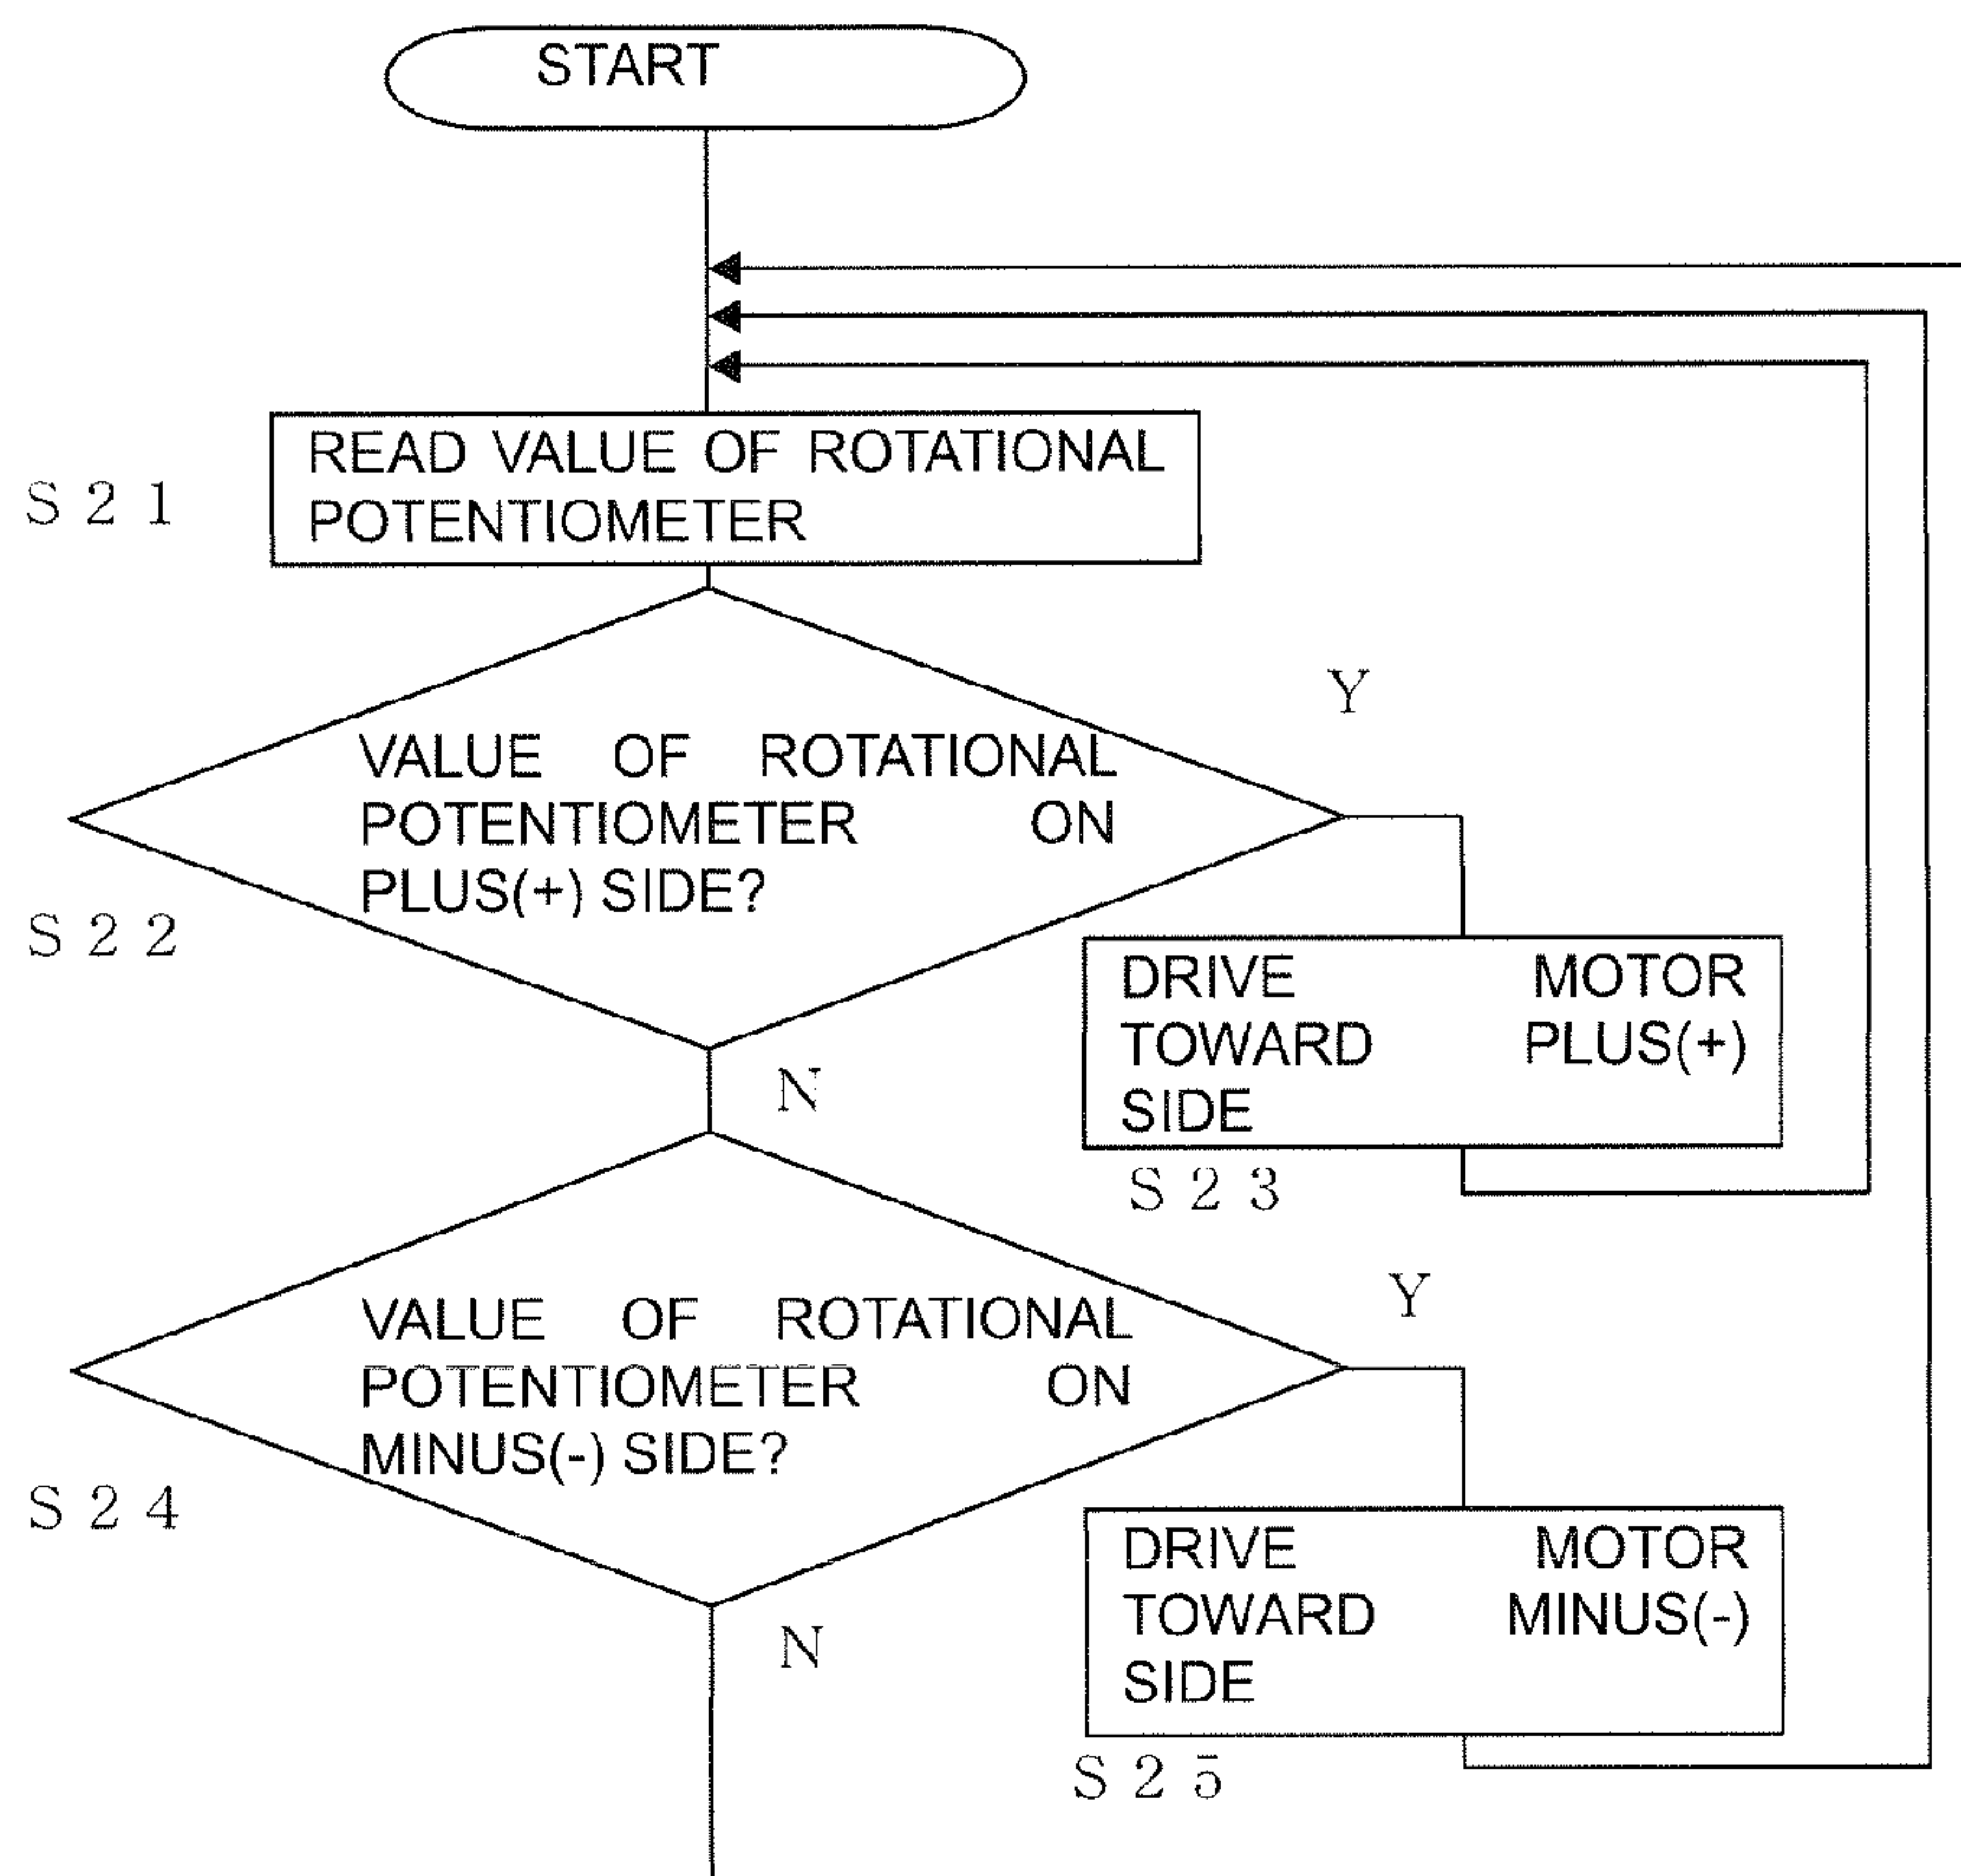 START
READ VALUE OF ROTATIONAL
POTENTIOMETER
S21
Y
VALUE OF ROTATIONAL
POTENTIOMETER ON
PLUS(+) SIDE?
S22
DRIVE MOTOR
TOWARD PLUS(+)
SIDE
N
S23
Y
VALUE OF ROTATIONAL
POTENTIOMETER ON
MINUS(-) SIDE?
S24
DRIVE MOTOR
TOWARD MINUS(-)
SIDE
N
S25